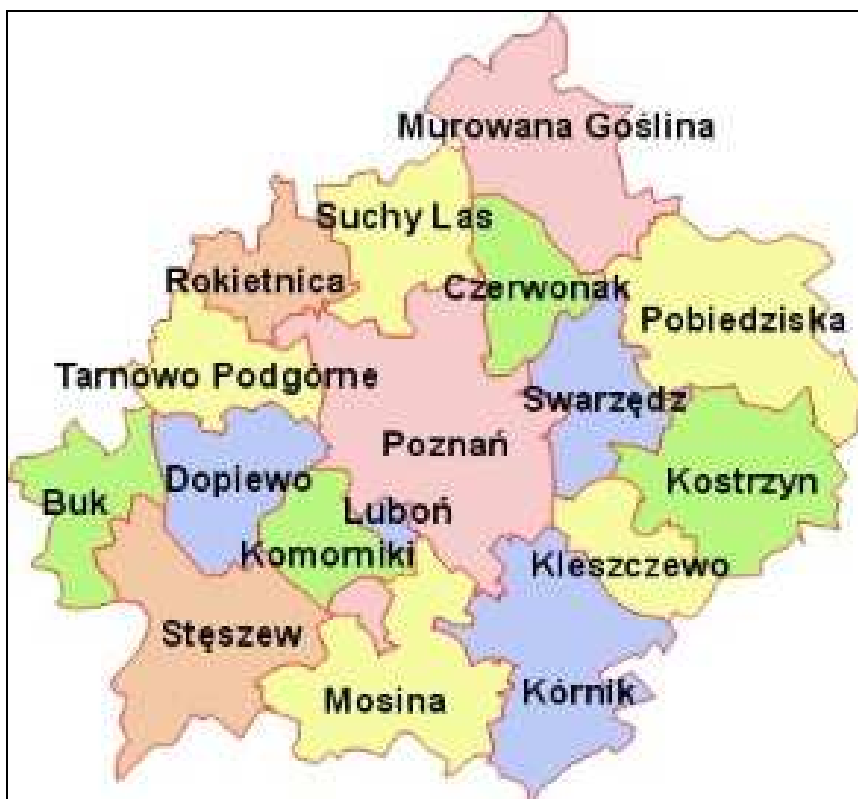 Murowana Goślina
Suchy Las
Rokietnica
Czerwonak
Pobiedziska
Tarnowo Podgórne
Swarzędz
Poznań
Dopiewo
Kostrzyn
Buk
Luboń
Komorniki
Kleszczewo
Stęszew
Mosina
Kórnik